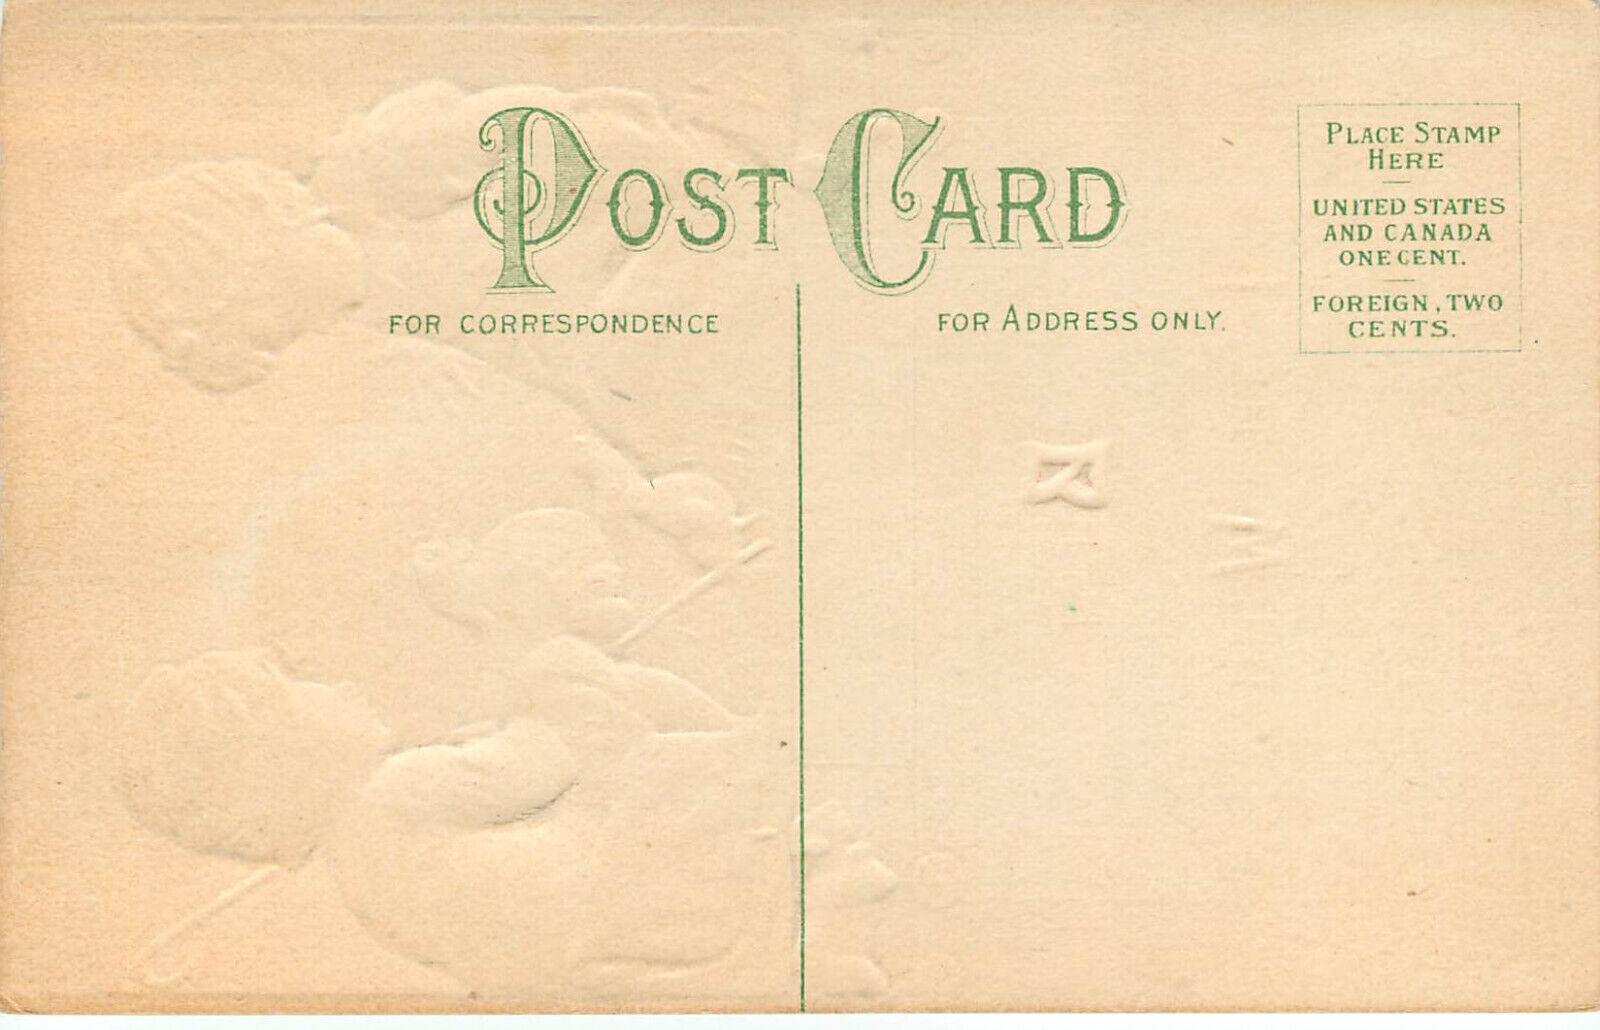 POST CARD
FOR CORRESPONDENCE
FOR ADDRESS ONLY.
PLACE STAMP
HERE
UNITED STATES
AND CANADA
ONE CENT.
FOREIGN, TWO
CENTS.